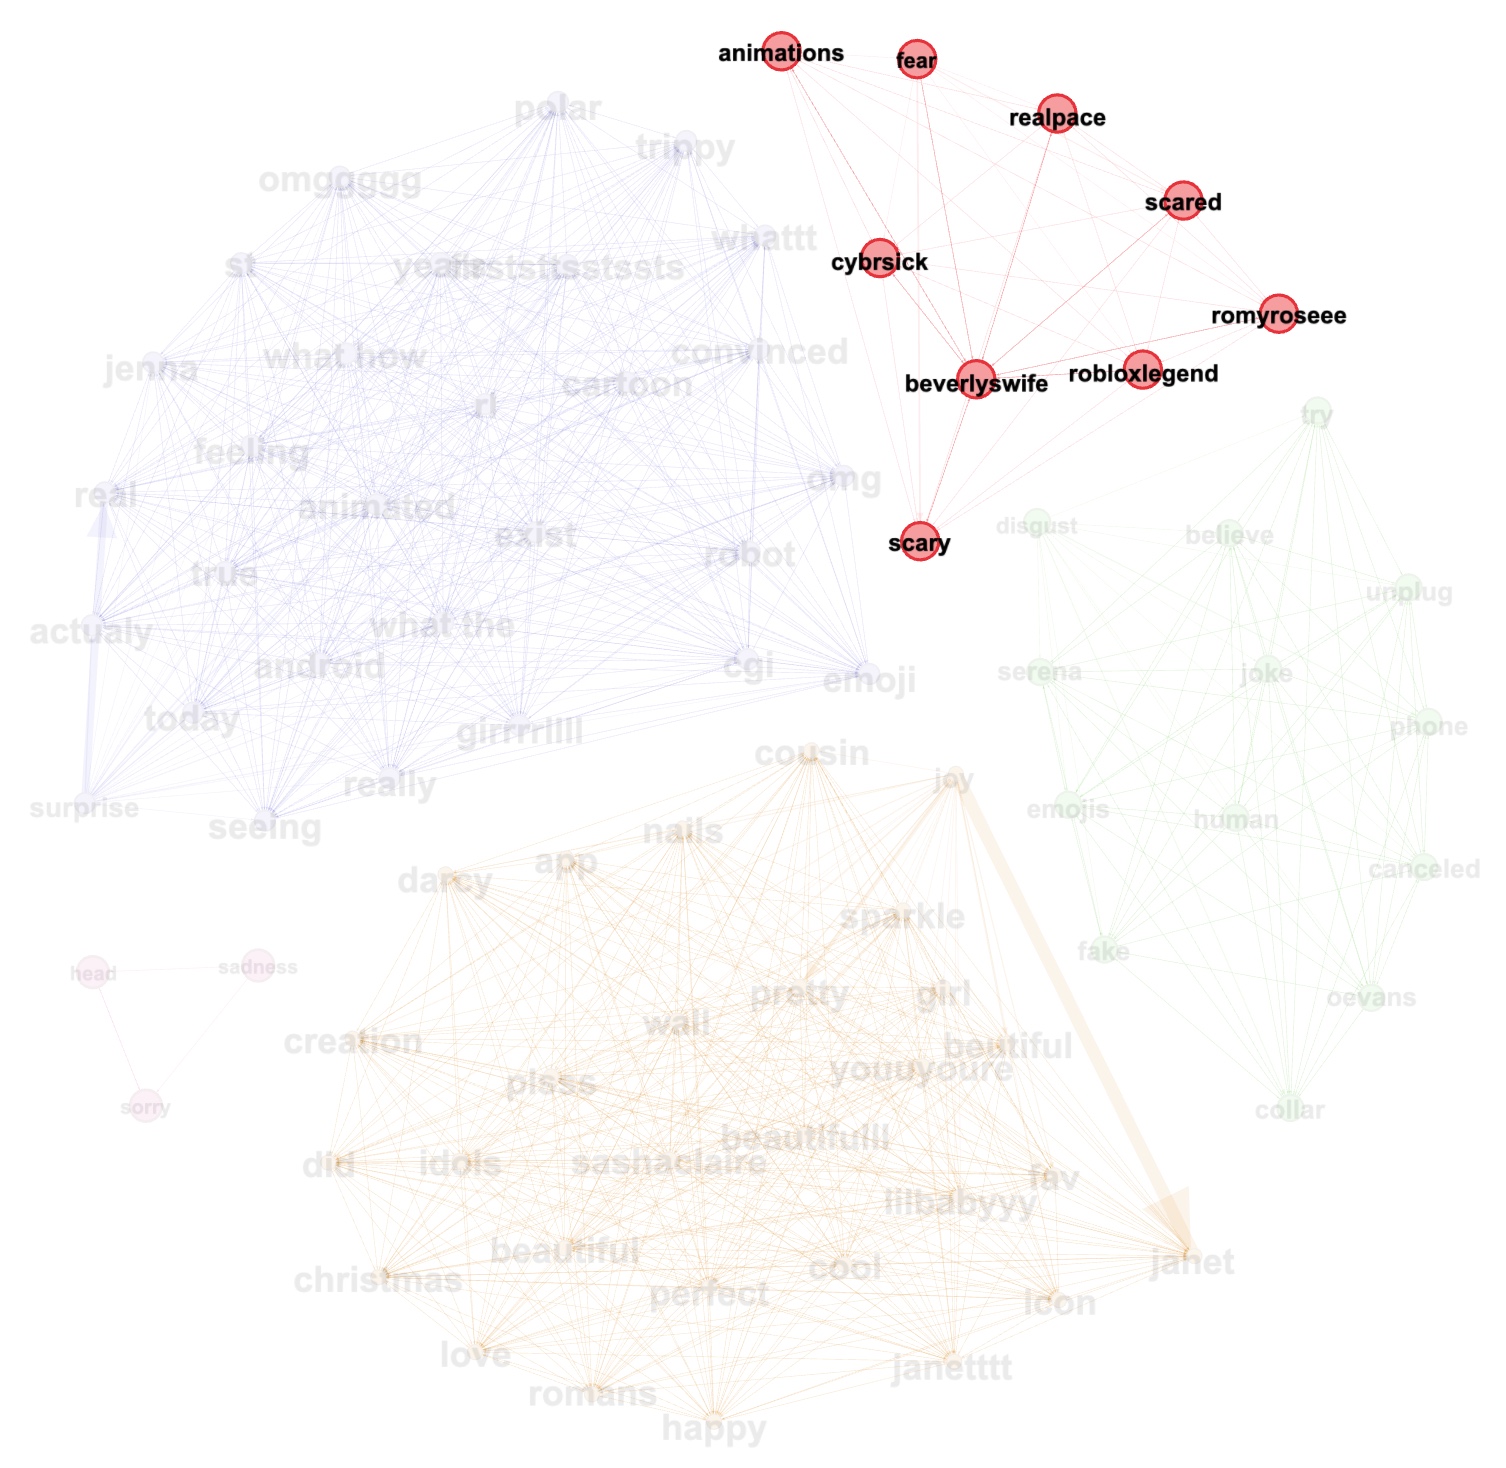 animations
fear
polar
realpace
trippy
omggggg
scared
whattt
st
cybrsick
romyroseee
what how
convinced
jenna
robloxlegend
beverlyswife
cartoon
rl
try
feeling
omg
real
animated
disgust
believe
exist
scary
robot
true
unplug
actualy
what the
android
cgi
emoji
serena
joke
today
girrrrllll
phone
cousin
joy
really
surprise
seeing
emojis
human
nails
app
darcy
canceled
sparkle
fake
head
sadness
pretty
girl
oevans
wall
creation
beutiful
youuyoure
plsss
sorry
collar
beautifulll
did
idols
sashaclaire
fav
lilbabyyy
beautiful
christmas
cool
janet
perfect
icon
love
janetttt
romans
happy